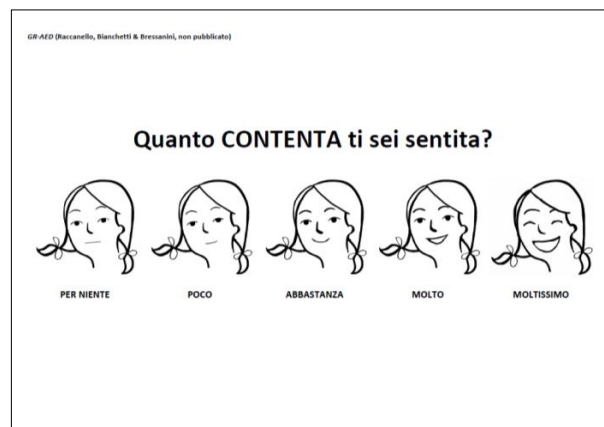 GR-AED (Raccanello, Bianchetti & Bressanini, non pubblicato)
Quanto CONTENTA ti sei sentita?
PER NIENTE POCO ABBASTANZA MOLTO MOLTISSIMO